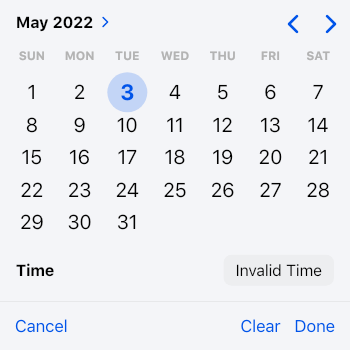 May 2022
SUN MON TUE WED THU FRI SAT
1 2 3 4 5 6 7
8 9 10 11 12 13 14
15 16 17 18 19 20 21
22 23 24 25 26 27 28
29 30 31
Time Invalid Time
Cancel Clear Done